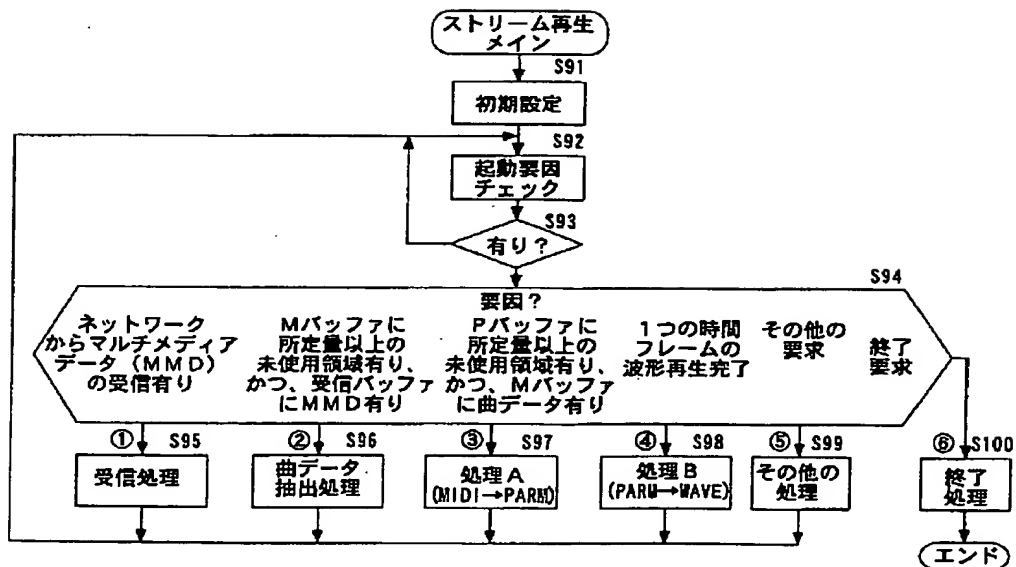 ストリーム再生
メイン
S91
初期設定
S92
起動要因
チェック
S93
有り？
S94
要因？
ネットワーク
からマルチメディア
データ（MMD）
の受信有り
Mバッファに
所定量以上の
未使用領域有り、
かつ、受信バッファ
にMMD有り
Pバッファに
所定量以上の
未使用領域有り、
かつ、Mバッファ
に曲データ有り
1つの時間
フレームの
波形再生完了
その他の
要求
終了
要求
① S95
受信処理
② S96
曲データ
抽出処理
③ S97
処理A
(MIDI→PARM)
④ S98
処理B
(PARM→WAVE)
⑤ S99
その他の
処理
⑥ S100
終了
処理
エンド